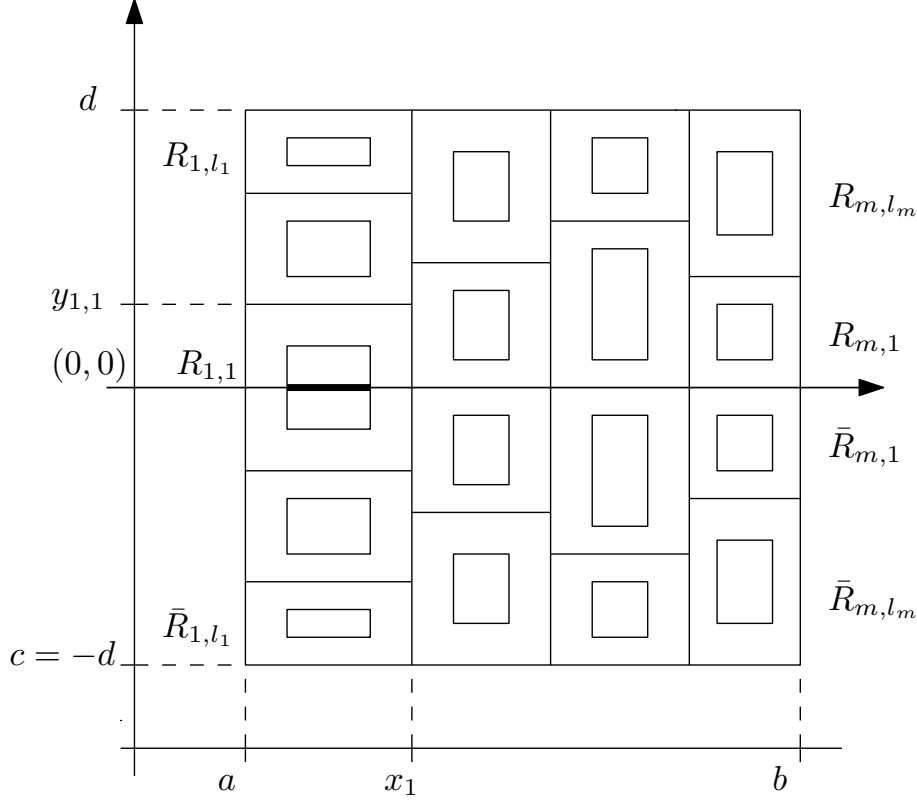 d
R_{1,l_1}
R_{m,l_m}
y_{1,1}
(0, 0)
R_{1,1}
R_{m,1}
\bar{R}_{m,1}
\bar{R}_{1,l_1}
\bar{R}_{m,l_m}
c = −d
a
x_1
b